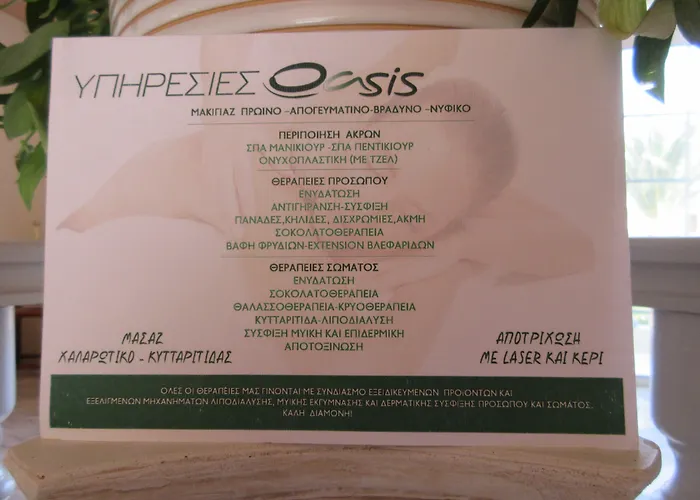 ΥΠΗΡΕΣΙΕΣ Oasis
ΜΑΚΙΓΙΑΖ ΠΡΩΙΝΟ -ΑΠΟΓΕΥΜΑΤΙΝΟ-ΒΡΑΔΥΝΟ -ΝΥΦΙΚΟ
ΠΕΡΙΠΟΙΗΣΗ ΑΚΡΩΝ
ΣΠΑ ΜΑΝΙΚΙΟΥΡ -ΣΠΑ ΠΕΝΤΙΚΙΟΥΡ
ΟΝΥΧΟΠΛΑΣΤΙΚΗ (ΜΕ ΤΖΕΛ)
ΘΕΡΑΠΕΙΕΣ ΠΡΟΣΩΠΟΥ
ΕΝΥΔΑΤΩΣΗ
ΑΝΤΙΓΗΡΑΝΣΗ-ΣΥΣΦΙΞΗ
ΠΑΝΑΔΕΣ,ΚΗΛΙΔΕΣ, ΔΙΣΧΡΩΜΙΕΣ,ΑΚΜΗ
ΣΟΚΟΛΑΤΟΘΕΡΑΠΕΙΑ
ΒΑΦΗ ΦΡΥΔΙΩΝ-EXTENSION ΒΛΕΦΑΡΙΔΩΝ
ΘΕΡΑΠΕΙΕΣ ΣΩΜΑΤΟΣ
ΕΝΥΔΑΤΩΣΗ
ΣΟΚΟΛΑΤΟΘΕΡΑΠΕΙΑ
ΘΑΛΑΣΣΟΘΕΡΑΠΕΙΑ-ΚΡΥΟΘΕΡΑΠΕΙΑ
ΚΥΤΤΑΡΙΤΙΔΑ-ΛΙΠΟΔΙΑΛΥΣΗ
ΣΥΣΦΙΞΗ ΜΥΙΚΗ ΚΑΙ ΕΠΙΔΕΡΜΙΚΗ
ΑΠΟΤΟΞΙΝΩΣΗ
ΜΑΣΑΖ
ΧΑΛΑΡΩΤΙΚΟ - ΚΥΤΤΑΡΙΤΙΔΑΣ
ΑΠΟΤΡΙΧΩΣΗ
ΜΕ LASER ΚΑΙ ΚΕΡΙ
ΟΛΕΣ ΟΙ ΘΕΡΑΠΕΙΕΣ ΜΑΣ ΓΙΝΟΝΤΑΙ ΜΕ ΣΥΝΔΙΑΣΜΟ ΕΞΕΙΔΙΚΕΥΜΕΝΩΝ ΠΡΟΙΟΝΤΩΝ ΚΑΙ
ΕΞΕΛΙΓΜΕΝΩΝ ΜΗΧΑΝΗΜΑΤΩΝ ΛΙΠΟΔΙΑΛΥΣΗΣ, ΜΥΙΚΗΣ ΕΚΓΥΜΝΑΣΗΣ ΚΑΙ ΔΕΡΜΑΤΙΚΗΣ ΣΥΣΦΙΞΗΣ ΠΡΟΣΩΠΟΥ ΚΑΙ ΣΩΜΑΤΟΣ.
ΚΑΛΗ ΔΙΑΜΟΝΗ!